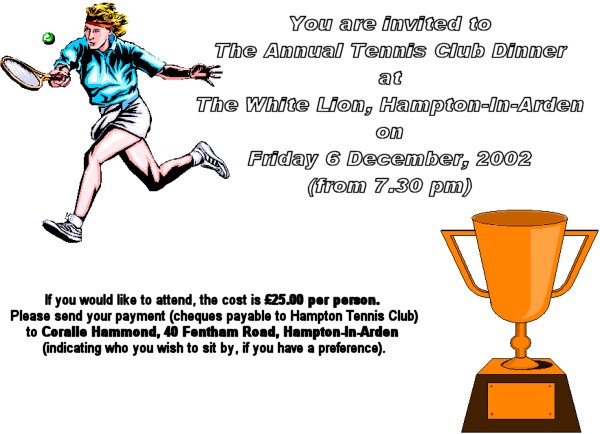 You are invited to
The Annual Tennis Club Dinner
at
The White Lion, Hampton-In-Arden
on
Friday 6 December, 2002
(from 7.30 pm)
If you would like to attend, the cost is £25.00 per person.
Please send your payment (cheques payable to Hampton Tennis Club)
to Coralie Hammond, 40 Fentham Road, Hampton-In-Arden
(indicating who you wish to sit by, if you have a preference).